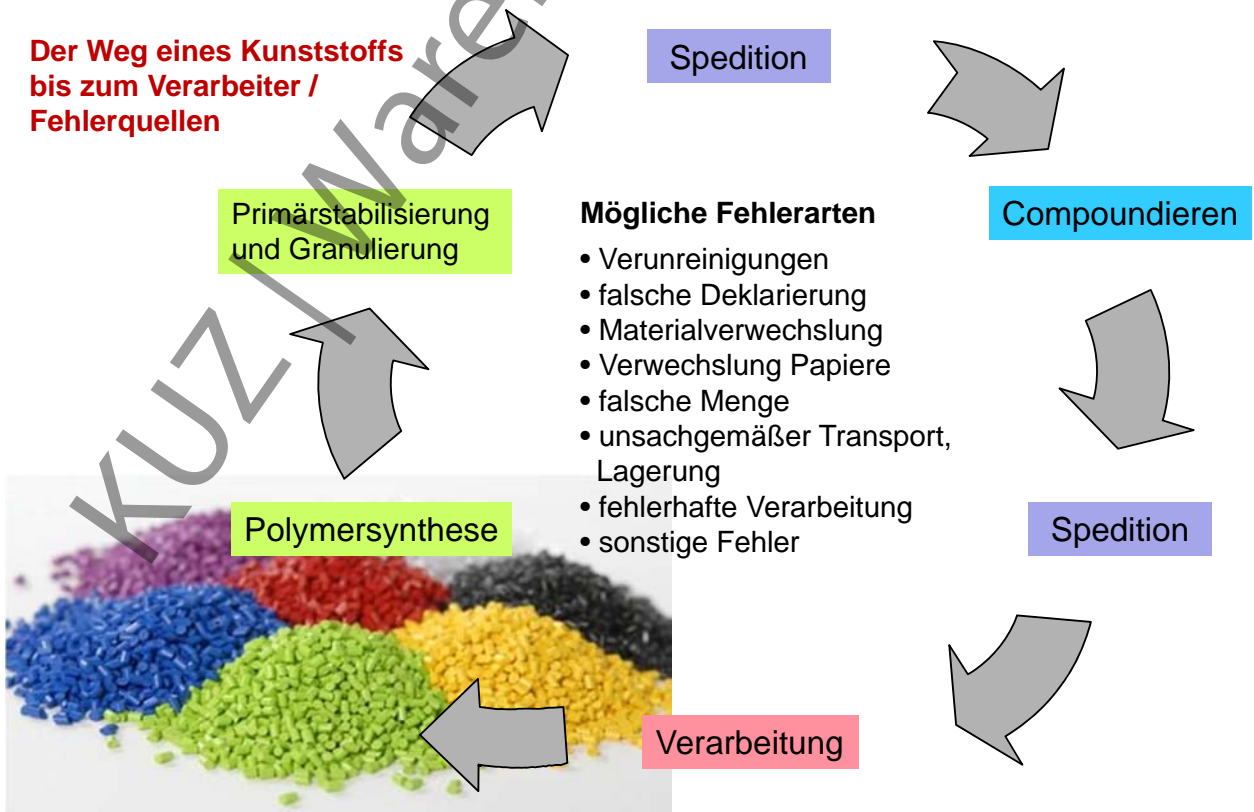 Der Weg eines Kunststoffs
bis zum Verarbeiter /
Fehlerquellen
Spedition
Primärstabilisierung
und Granulierung
Mögliche Fehlerarten
• Verunreinigungen
• falsche Deklarierung
• Materialverwechslung
• Verwechslung Papiere
• falsche Menge
• unsachgemäßer Transport,
Lagerung
• fehlerhafte Verarbeitung
• sonstige Fehler
Compoundieren
Polymersynthese
Spedition
Verarbeitung
KUZ |